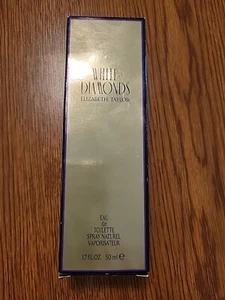 WHITE
DIAMONDS
ELIZABETH TAYLOR
EAU
de
TOILETTE
SPRAY NATUREL
VAPORISATEUR
1.7 FL.OZ. 50 ml e